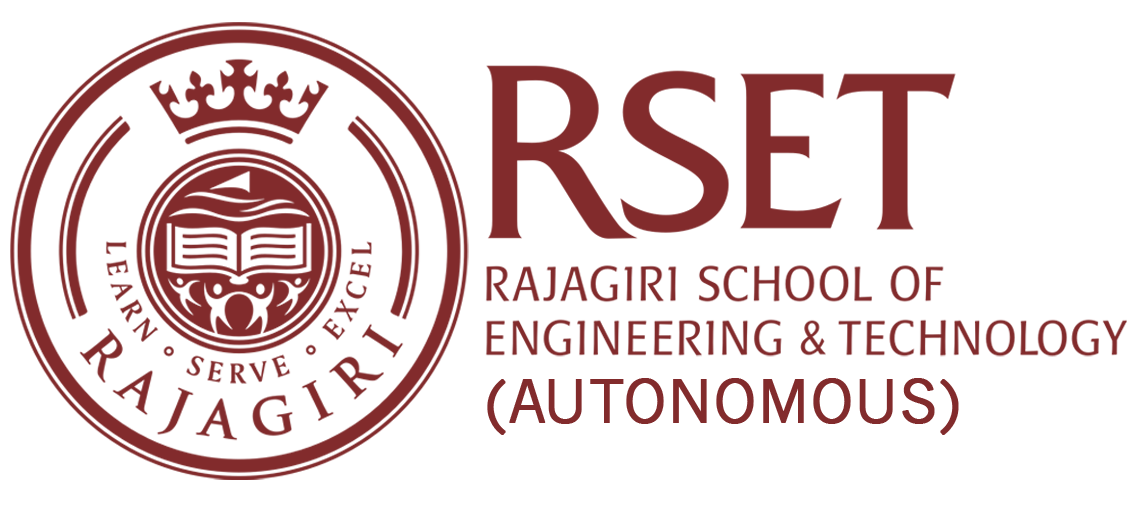 LEARN ° SERVE ° EXCEL
RAJAGIRI
RSET
RAJAGIRI SCHOOL OF
ENGINEERING & TECHNOLOGY
(AUTONOMOUS)